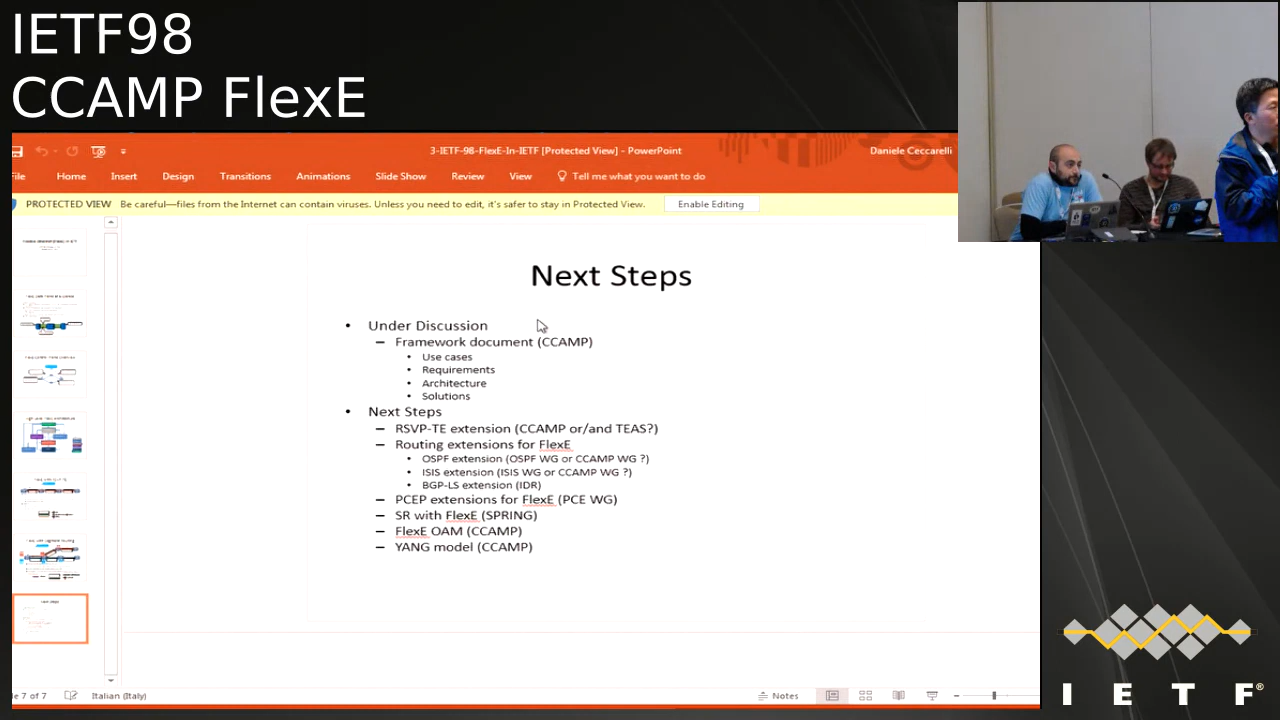 IETF98
CCAMP FlexE
3-IETF-98-FlexE-In-IETF [Protected View] - PowerPoint
Daniele Ceccarelli
File Home Insert Design Transitions Animations Slide Show Review View Tell me what you want to do
PROTECTED VIEW Be careful—files from the Internet can contain viruses. Unless you need to edit, it's safer to stay in Protected View. Enable Editing
Next Steps
• Under Discussion
– Framework document (CCAMP)
• Use cases
• Requirements
• Architecture
• Solutions
• Next Steps
– RSVP-TE extension (CCAMP or/and TEAS?)
– Routing extensions for FlexE
• OSPF extension (OSPF WG or CCAMP WG ?)
• ISIS extension (ISIS WG or CCAMP WG ?)
• BGP-LS extension (IDR)
– PCEP extensions for FlexE (PCE WG)
– SR with FlexE (SPRING)
– FlexE OAM (CCAMP)
– YANG model (CCAMP)
e 7 of 7 Italian (Italy) Notes
I E T F®